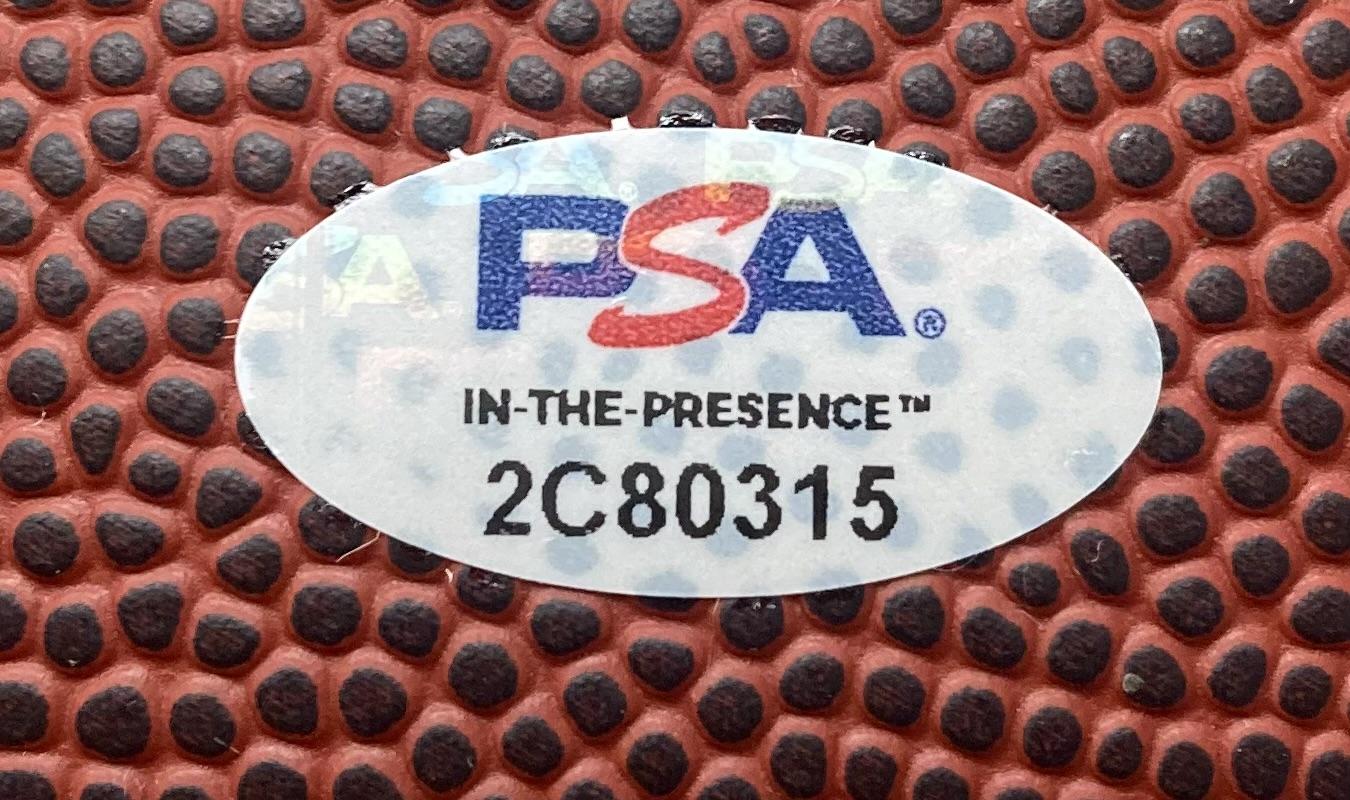 PSA®
IN-THE-PRESENCE™
2C80315